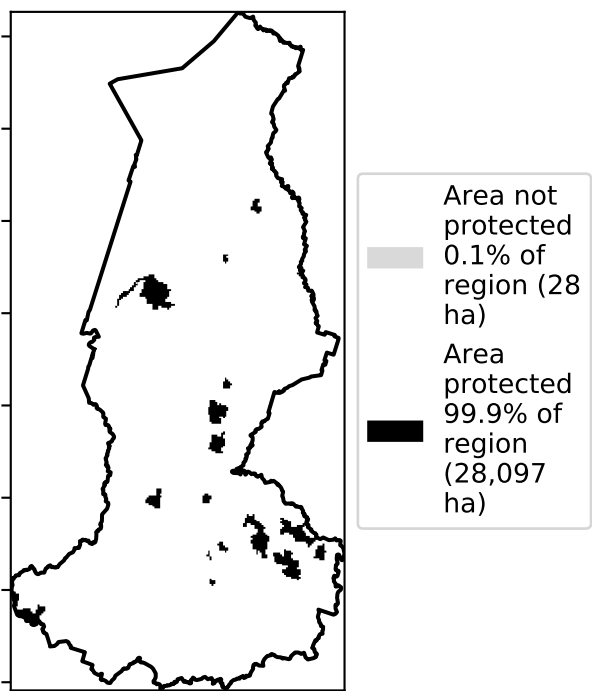 Area not
protected
0.1% of
region (28
ha)
Area
protected
99.9% of
region
(28,097
ha)